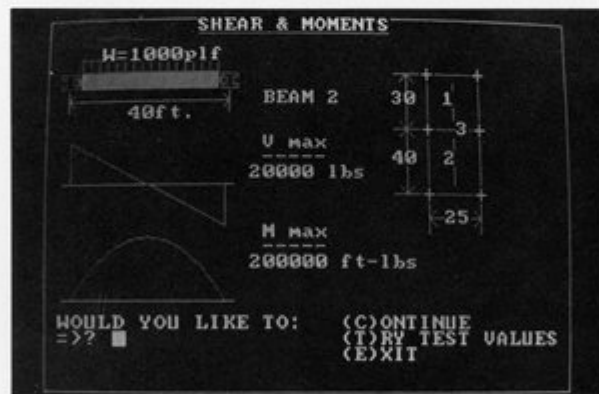 SHEAR & MOMENTS
W=1000plf
40ft.
BEAM 2
V max
20000 lbs
M max
200000 ft-lbs
30
1
3
40
2
25
WOULD YOU LIKE TO:
=>?
(C)ONTINUE
(T)RY TEST VALUES
(E)XIT